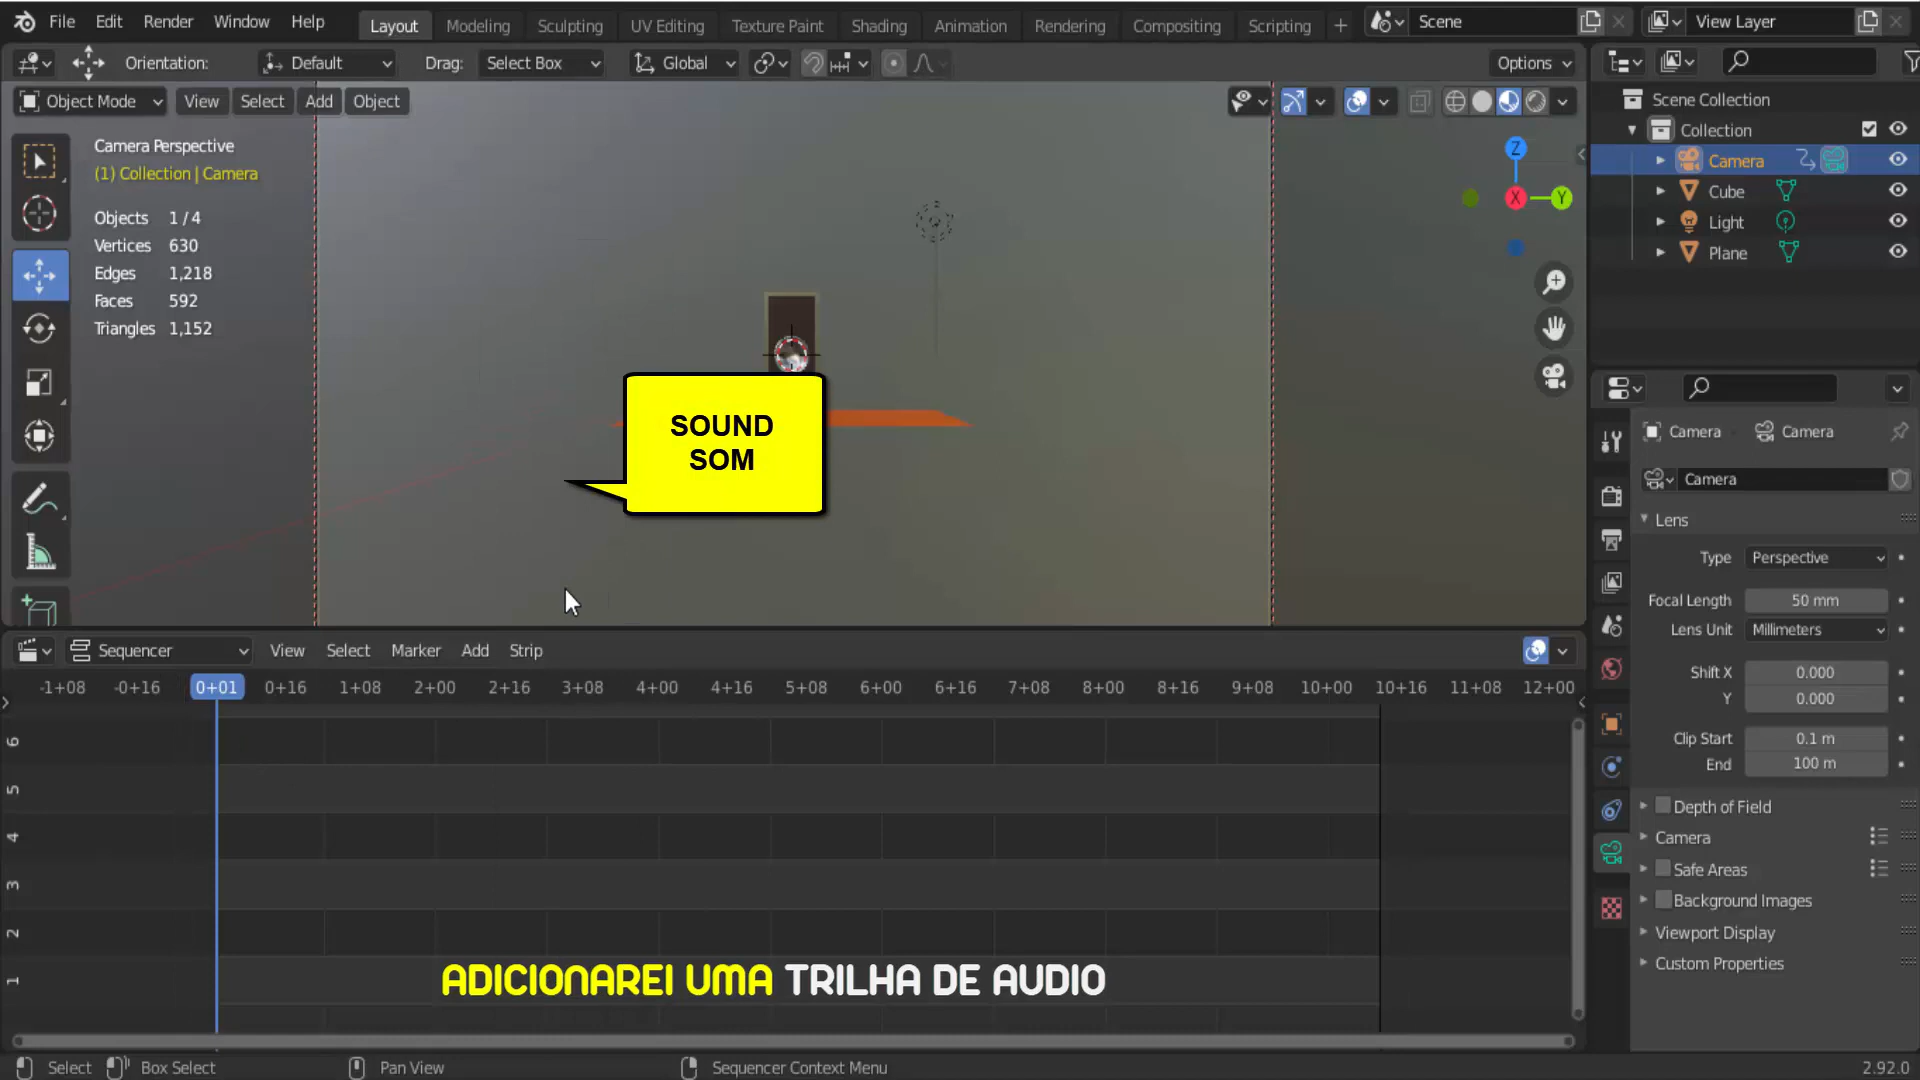 File Edit Render Window Help Layout Modeling Sculpting UV Editing Texture Paint Shading Animation Rendering Compositing Scripting + Scene View Layer
Orientation: Default Drag: Select Box Global Options
Object Mode View Select Add Object
Camera Perspective
(1) Collection | Camera
Objects 1 / 4
Vertices 630
Edges 1,218
Faces 592
Triangles 1,152
Z
X
Y
SOUND
SOM
Scene Collection
Collection
Camera
Cube
Light
Plane
Camera Camera
Camera
Lens
Type Perspective
Focal Length 50 mm
Lens Unit Millimeters
Shift X 0.000
Y 0.000
Clip Start 0.1 m
End 100 m
Depth of Field
Camera
Safe Areas
Background Images
Viewport Display
Custom Properties
Sequencer View Select Marker Add Strip
-1+08 -0+16 0+01 0+16 1+08 2+00 2+16 3+08 4+00 4+16 5+08 6+00 6+16 7+08 8+00 8+16 9+08 10+00 10+16 11+08 12+00
6
5
4
3
2
1
ADICIONAREI UMA TRILHA DE AUDIO
Select Box Select Pan View Sequencer Context Menu 2.92.0